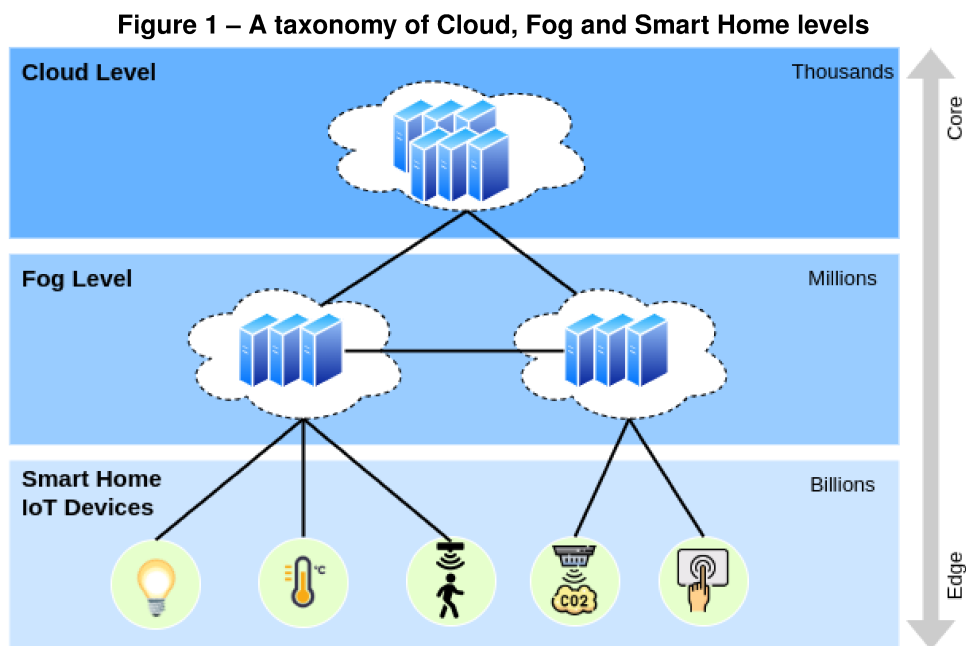 Figure 1 – A taxonomy of Cloud, Fog and Smart Home levels
Cloud Level
Thousands
Core
Fog Level
Millions
Smart Home
IoT Devices
Billions
°C
CO2
Edge